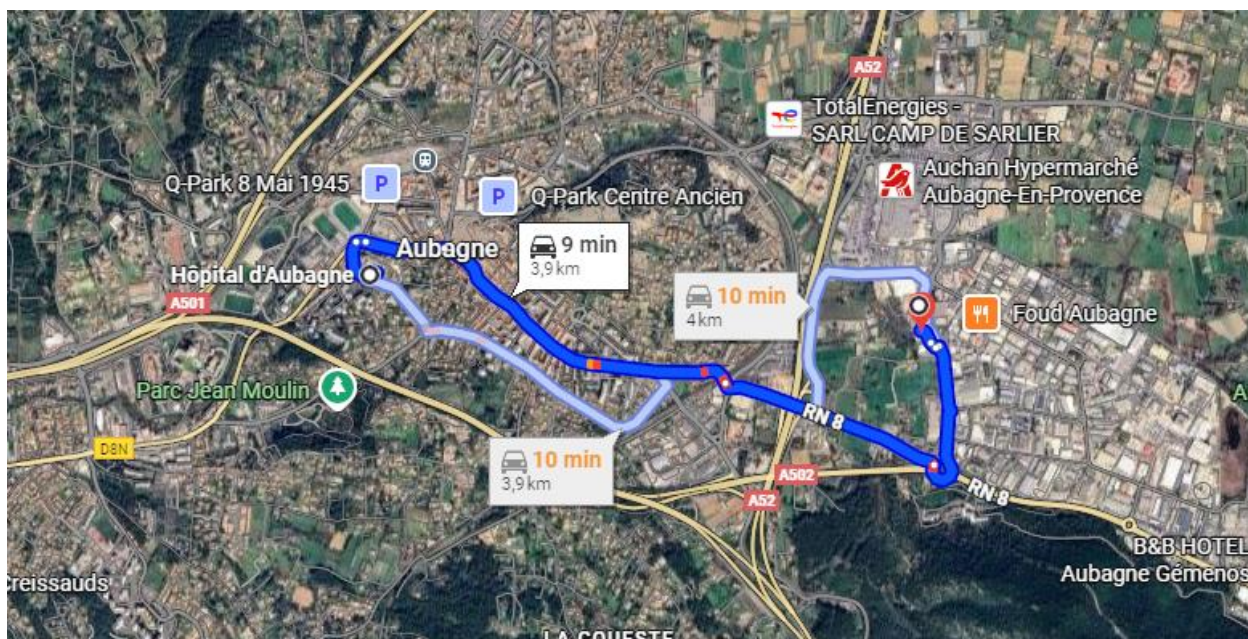 A52
TotalEnergies -
SARL CAMP DE SARLIER
Auchan Hypermarché
Aubagne-En-Provence
Q-Park 8 Mai 1945
P
P
Q-Park Centre Ancien
Aubagne
9 min
3,9 km
Hôpital d'Aubagne
10 min
4 km
A501
Foud Aubagne
Parc Jean Moulin
RN 8
D8N
10 min
3,9 km
A502
A52
RN 8
B&B HOTEL
Aubagne Gémenos
Creissauds
LA COUESTE
A